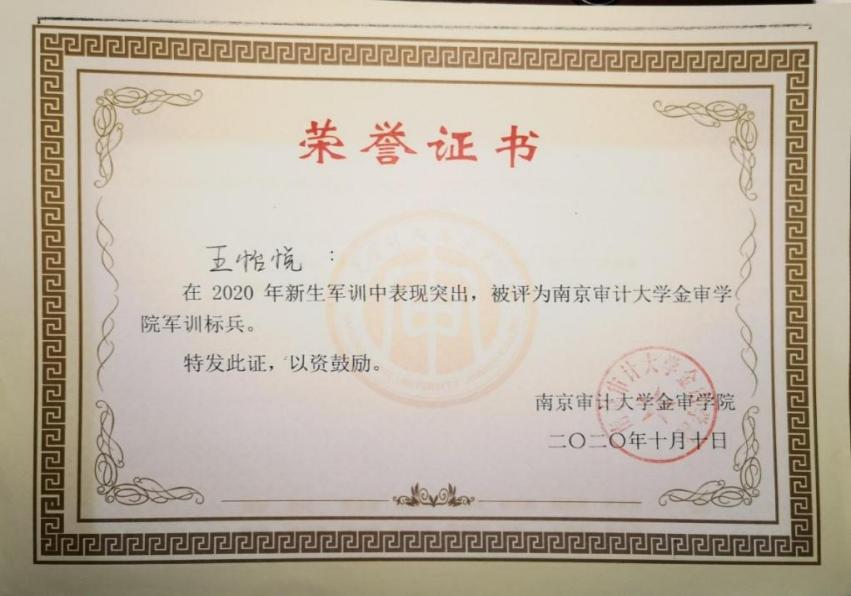 荣誉证书
王怡悦：
在 2020 年新生军训中表现突出，被评为南京审计大学金审学
院军训标兵。
特发此证，以资鼓励。
南京审计大学金审学院
二〇二〇年十月十日